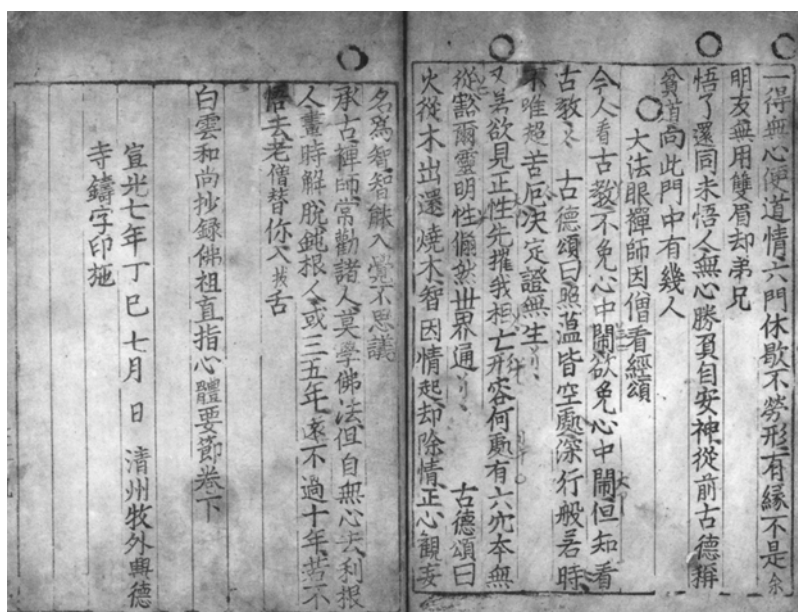 一得無心便道情六門休歇不勞形有緣不是余
朋友無用雙眉却弟兄
悟了還同未悟人無心勝負自安神從前古德稱
貧道向此門中有幾人
大法眼禪師因僧看經頌
今人看古敎不免心中鬧欲免心中鬧但知看
古敎
古德頌曰照蘊皆空處深行般若時
不唯超苦厄決定證無生
又若欲見正性先摧我相亡形容何處有六宂本無
從豁爾靈明性翛然世界通
古德頌曰
火從木出還燒木智因情起却除情正心觀妄
名爲智智能入覺不思議
承古禪師常勸諸人莫學佛法但自無心去利根
人晝時解脫鈍根人或三五年遠不過十年若不
悟去老僧替你入拔舌
白雲和尙抄錄佛祖直指心體要節卷下
宣光七年丁巳七月 日 淸州牧外興德
寺鑄字印施